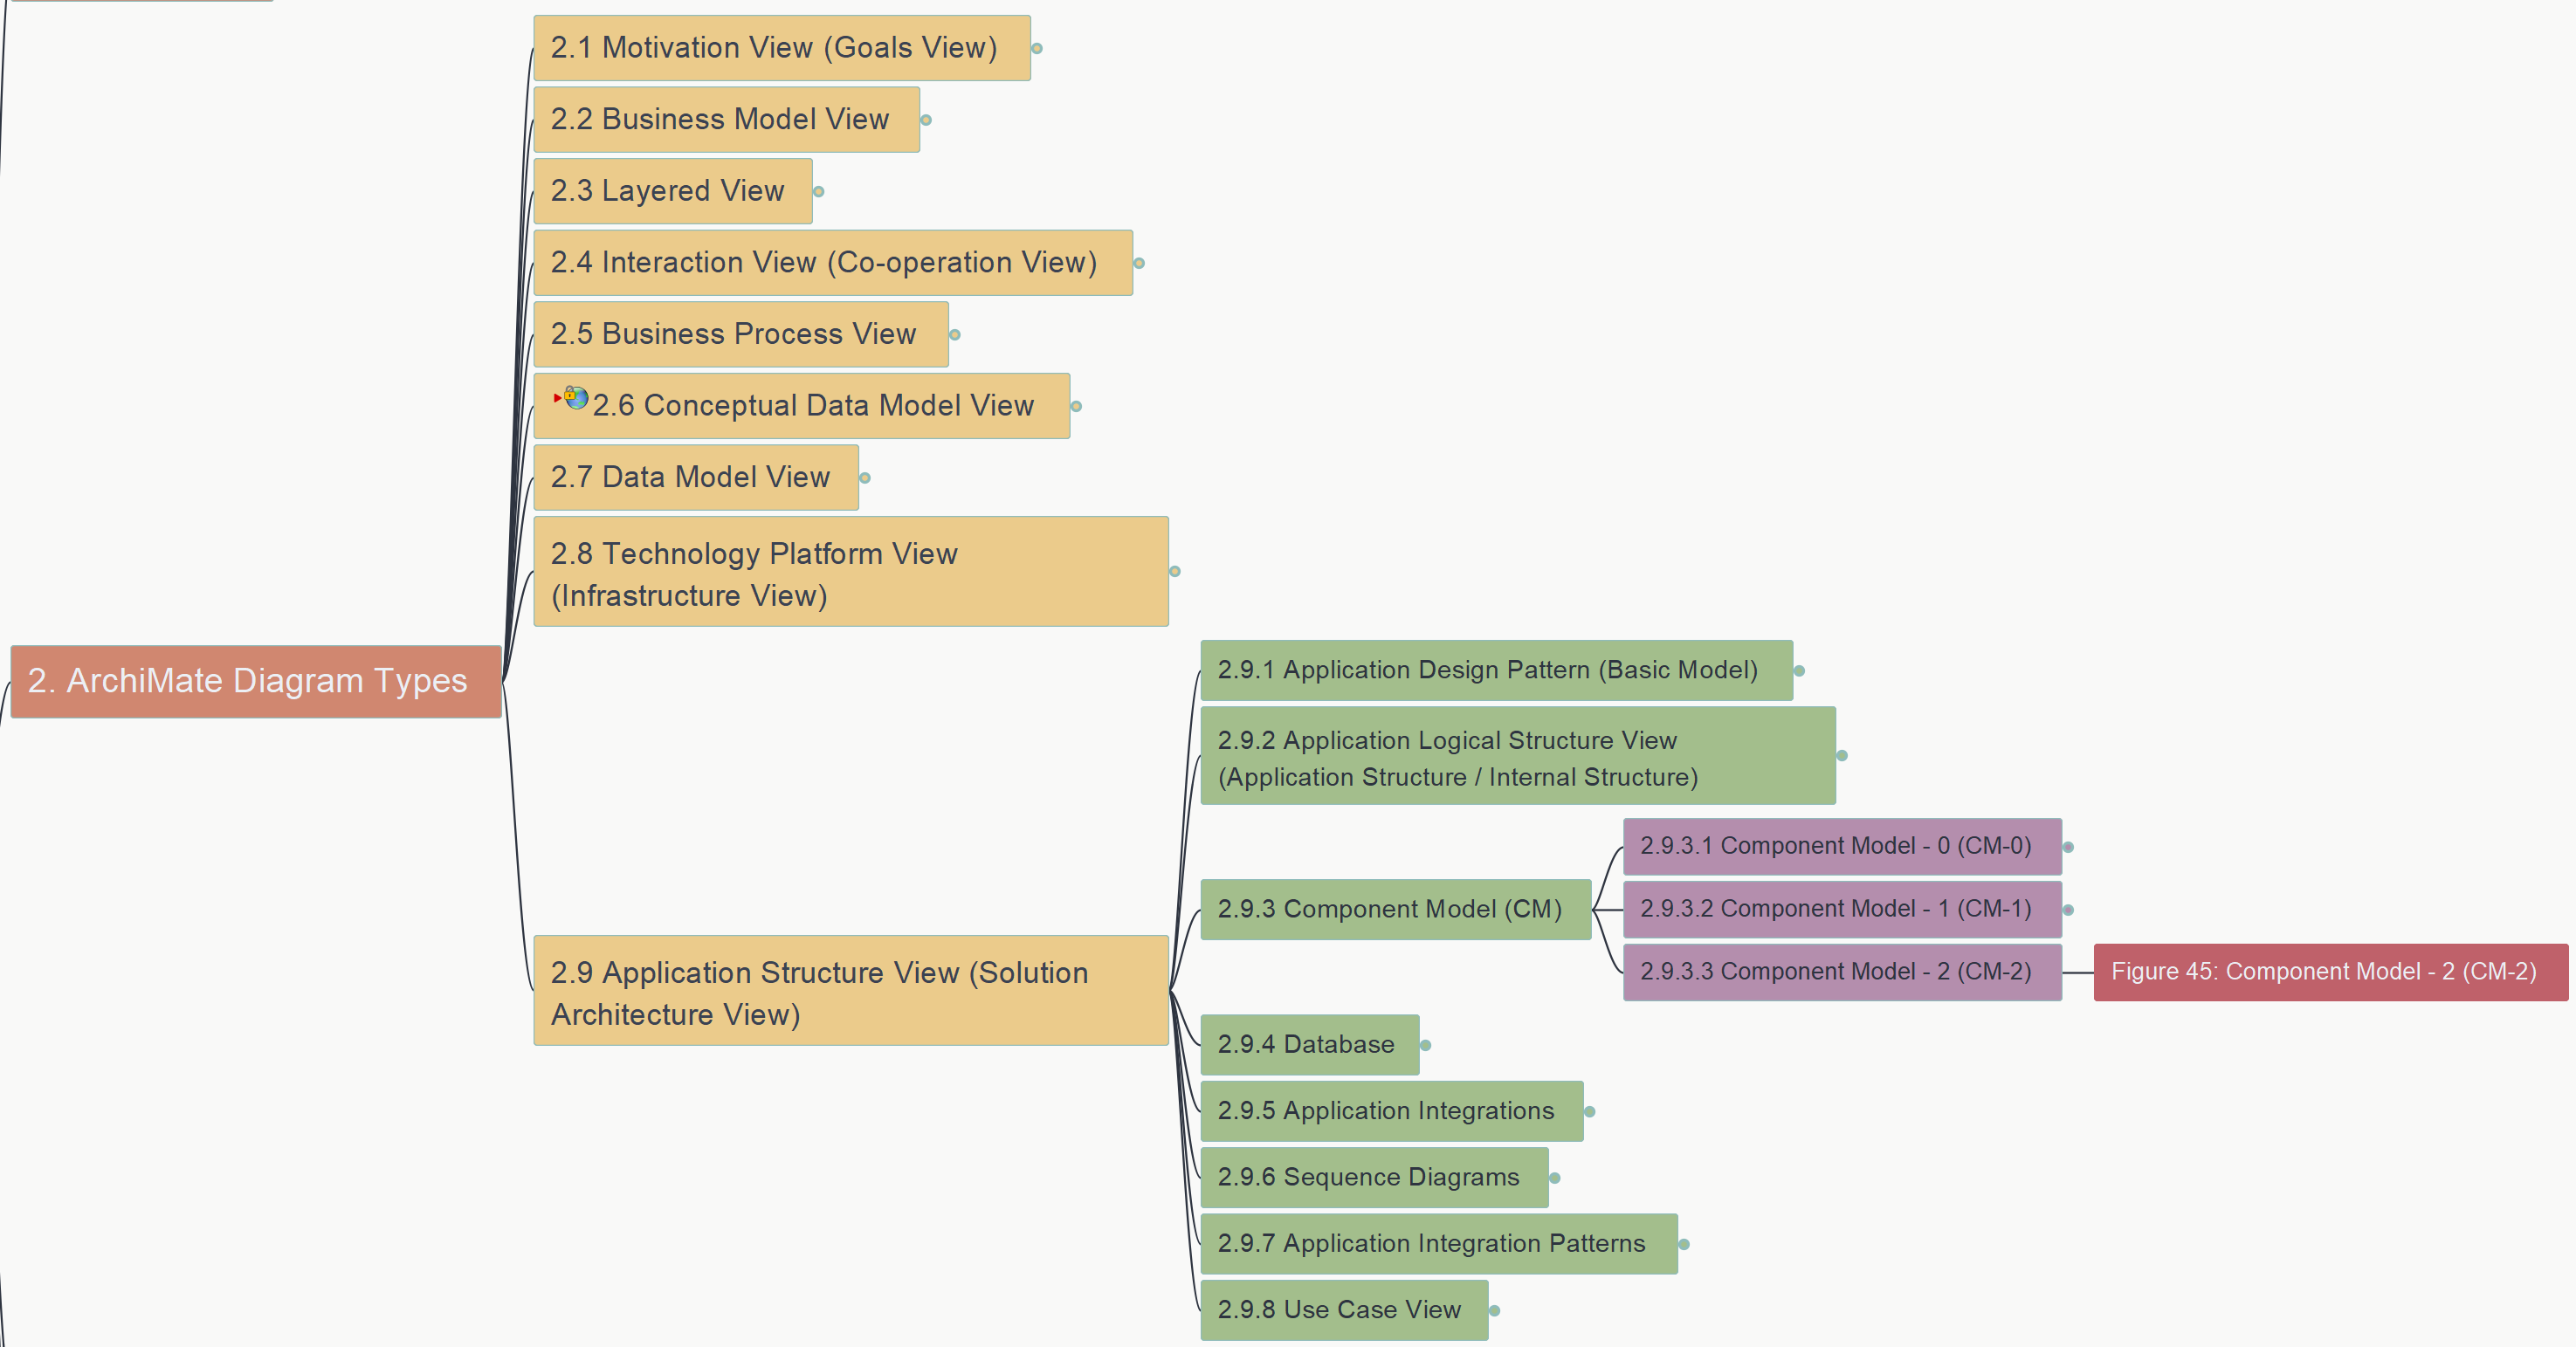 2.1 Motivation View (Goals View)
2.2 Business Model View
2.3 Layered View
2.4 Interaction View (Co-operation View)
2.5 Business Process View
2.6 Conceptual Data Model View
2.7 Data Model View
2.8 Technology Platform View
(Infrastructure View)
2. ArchiMate Diagram Types
2.9 Application Structure View (Solution
Architecture View)
2.9.1 Application Design Pattern (Basic Model)
2.9.2 Application Logical Structure View
(Application Structure / Internal Structure)
2.9.3 Component Model (CM)
2.9.3.1 Component Model - 0 (CM-0)
2.9.3.2 Component Model - 1 (CM-1)
2.9.3.3 Component Model - 2 (CM-2)
Figure 45: Component Model - 2 (CM-2)
2.9.4 Database
2.9.5 Application Integrations
2.9.6 Sequence Diagrams
2.9.7 Application Integration Patterns
2.9.8 Use Case View